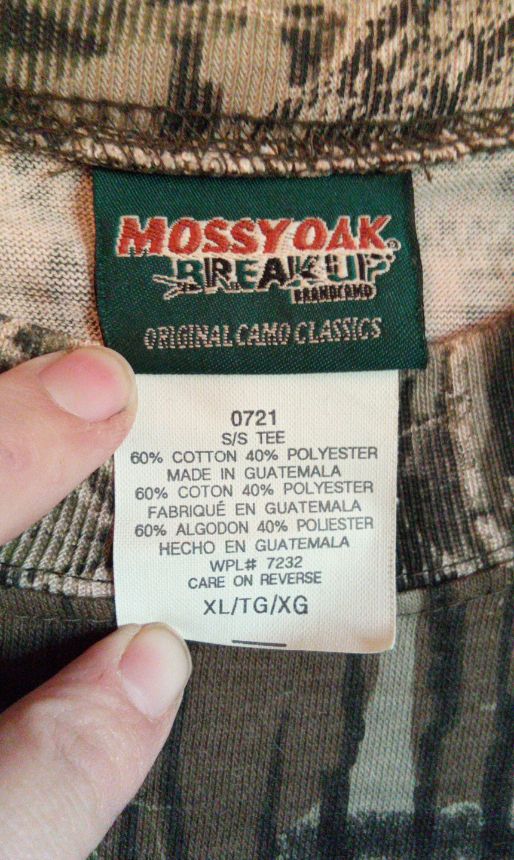 MOSSY OAK®
BREAK UP
BRANDCAMO
ORIGINAL CAMO CLASSICS
0721
S/S TEE
60% COTTON 40% POLYESTER
MADE IN GUATEMALA
60% COTON 40% POLYESTER
FABRIQUÉ EN GUATEMALA
60% ALGODON 40% POLIESTER
HECHO EN GUATEMALA
WPL# 7232
CARE ON REVERSE
XL/TG/XG